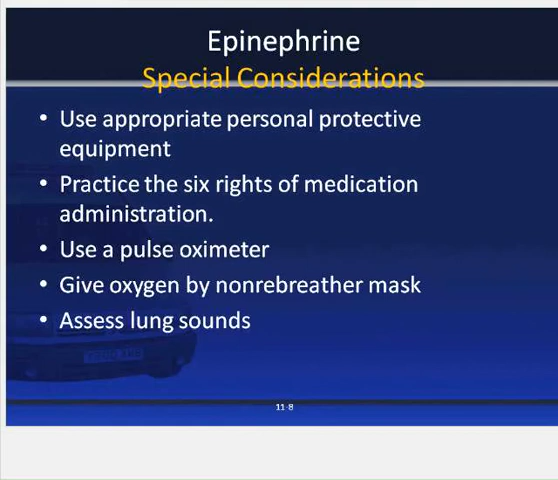 Epinephrine
Special Considerations
• Use appropriate personal protective
equipment
• Practice the six rights of medication
administration.
• Use a pulse oximeter
• Give oxygen by nonrebreather mask
• Assess lung sounds
11-8